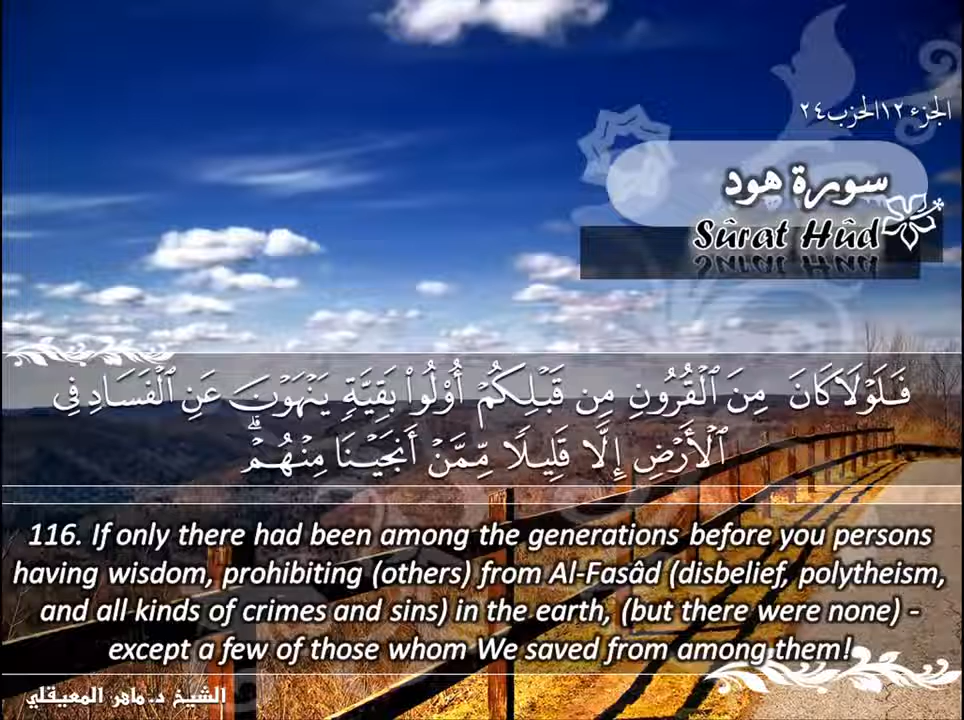 الجزء ١٢ الحزب ٢٤
سورة هود
Sûrat Hûd
فَلَوْلَا كَانَ مِنَ ٱلْقُرُونِ مِن قَبْلِكُمْ أُو۟لُوا۟ بَقِيَّةٍ يَنْهَوْنَ عَنِ ٱلْفَسَادِ فِى
ٱلْأَرْضِ إِلَّا قَلِيلًا مِّمَّنْ أَنجَيْنَا مِنْهُمْ ۗ
116. If only there had been among the generations before you persons
having wisdom, prohibiting (others) from Al-Fasâd (disbelief, polytheism,
and all kinds of crimes and sins) in the earth, (but there were none) -
except a few of those whom We saved from among them!
الشيخ د. ماهر المعيقلي